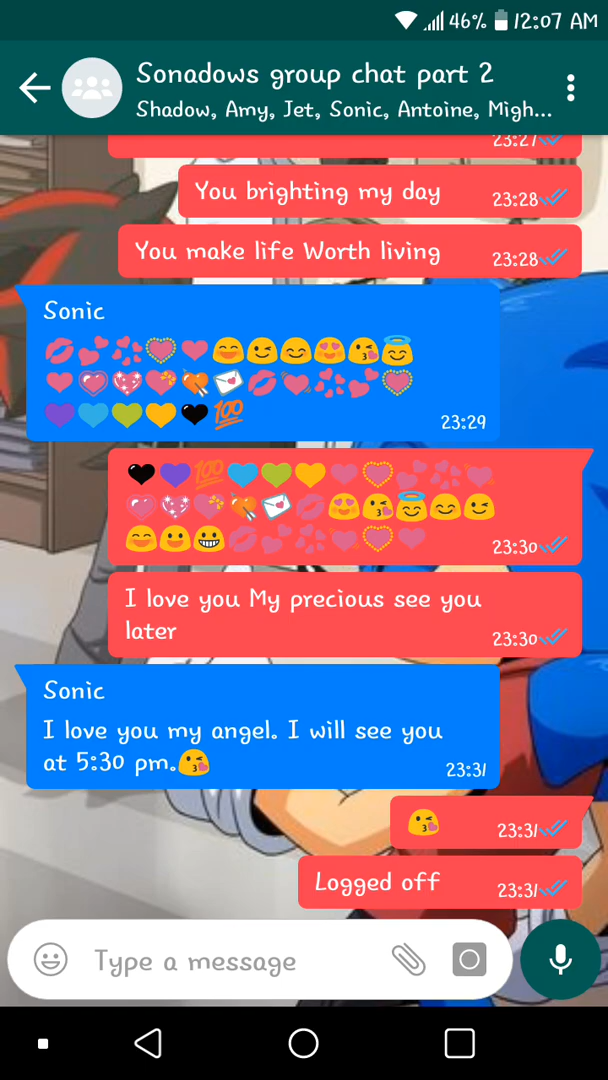 46% 12:07 AM
Sonadows group chat part 2
Shadow, Amy, Jet, Sonic, Antoine, Migh...
23:27
You brighting my day 23:28
You make life Worth living 23:28
Sonic
💋💕💞💟❤😄😉😊😍😘😇
❤💗💖💝💘💌💋💘💞💕💟
💜💙💚💛🖤💯 23:29
🖤💜💯💙💚💛❤💟💕💞💘
💗💖💝💘💌💋😍😘😇😊😉
😄😃😀💋💕💞💘💟❤ 23:30
I love you My precious see you
later 23:30
Sonic
I love you my angel. I will see you
at 5:30 pm.😘 23:31
😘 23:31
Logged off 23:31
Type a message